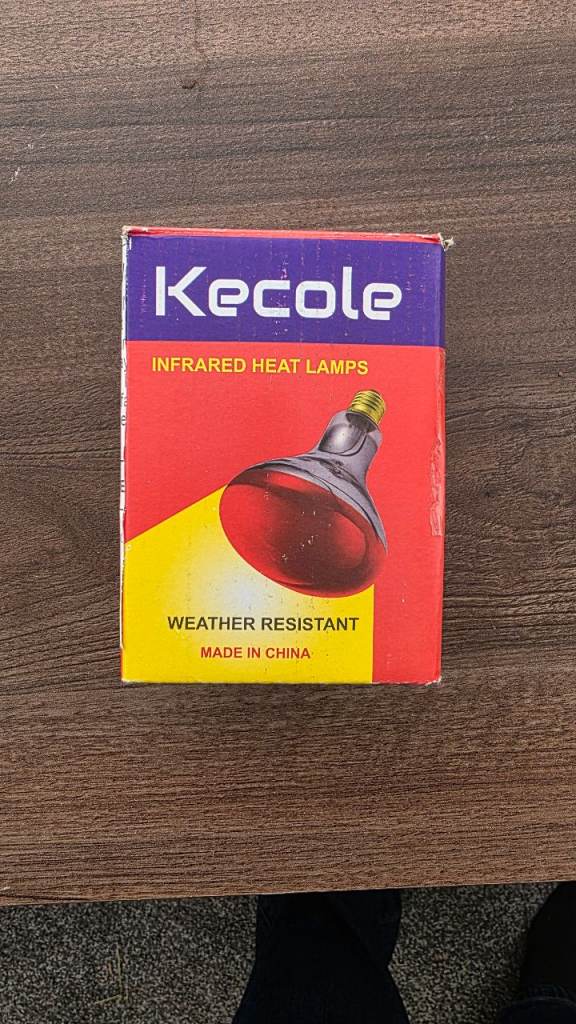 Kecole
INFRARED HEAT LAMPS
WEATHER RESISTANT
MADE IN CHINA